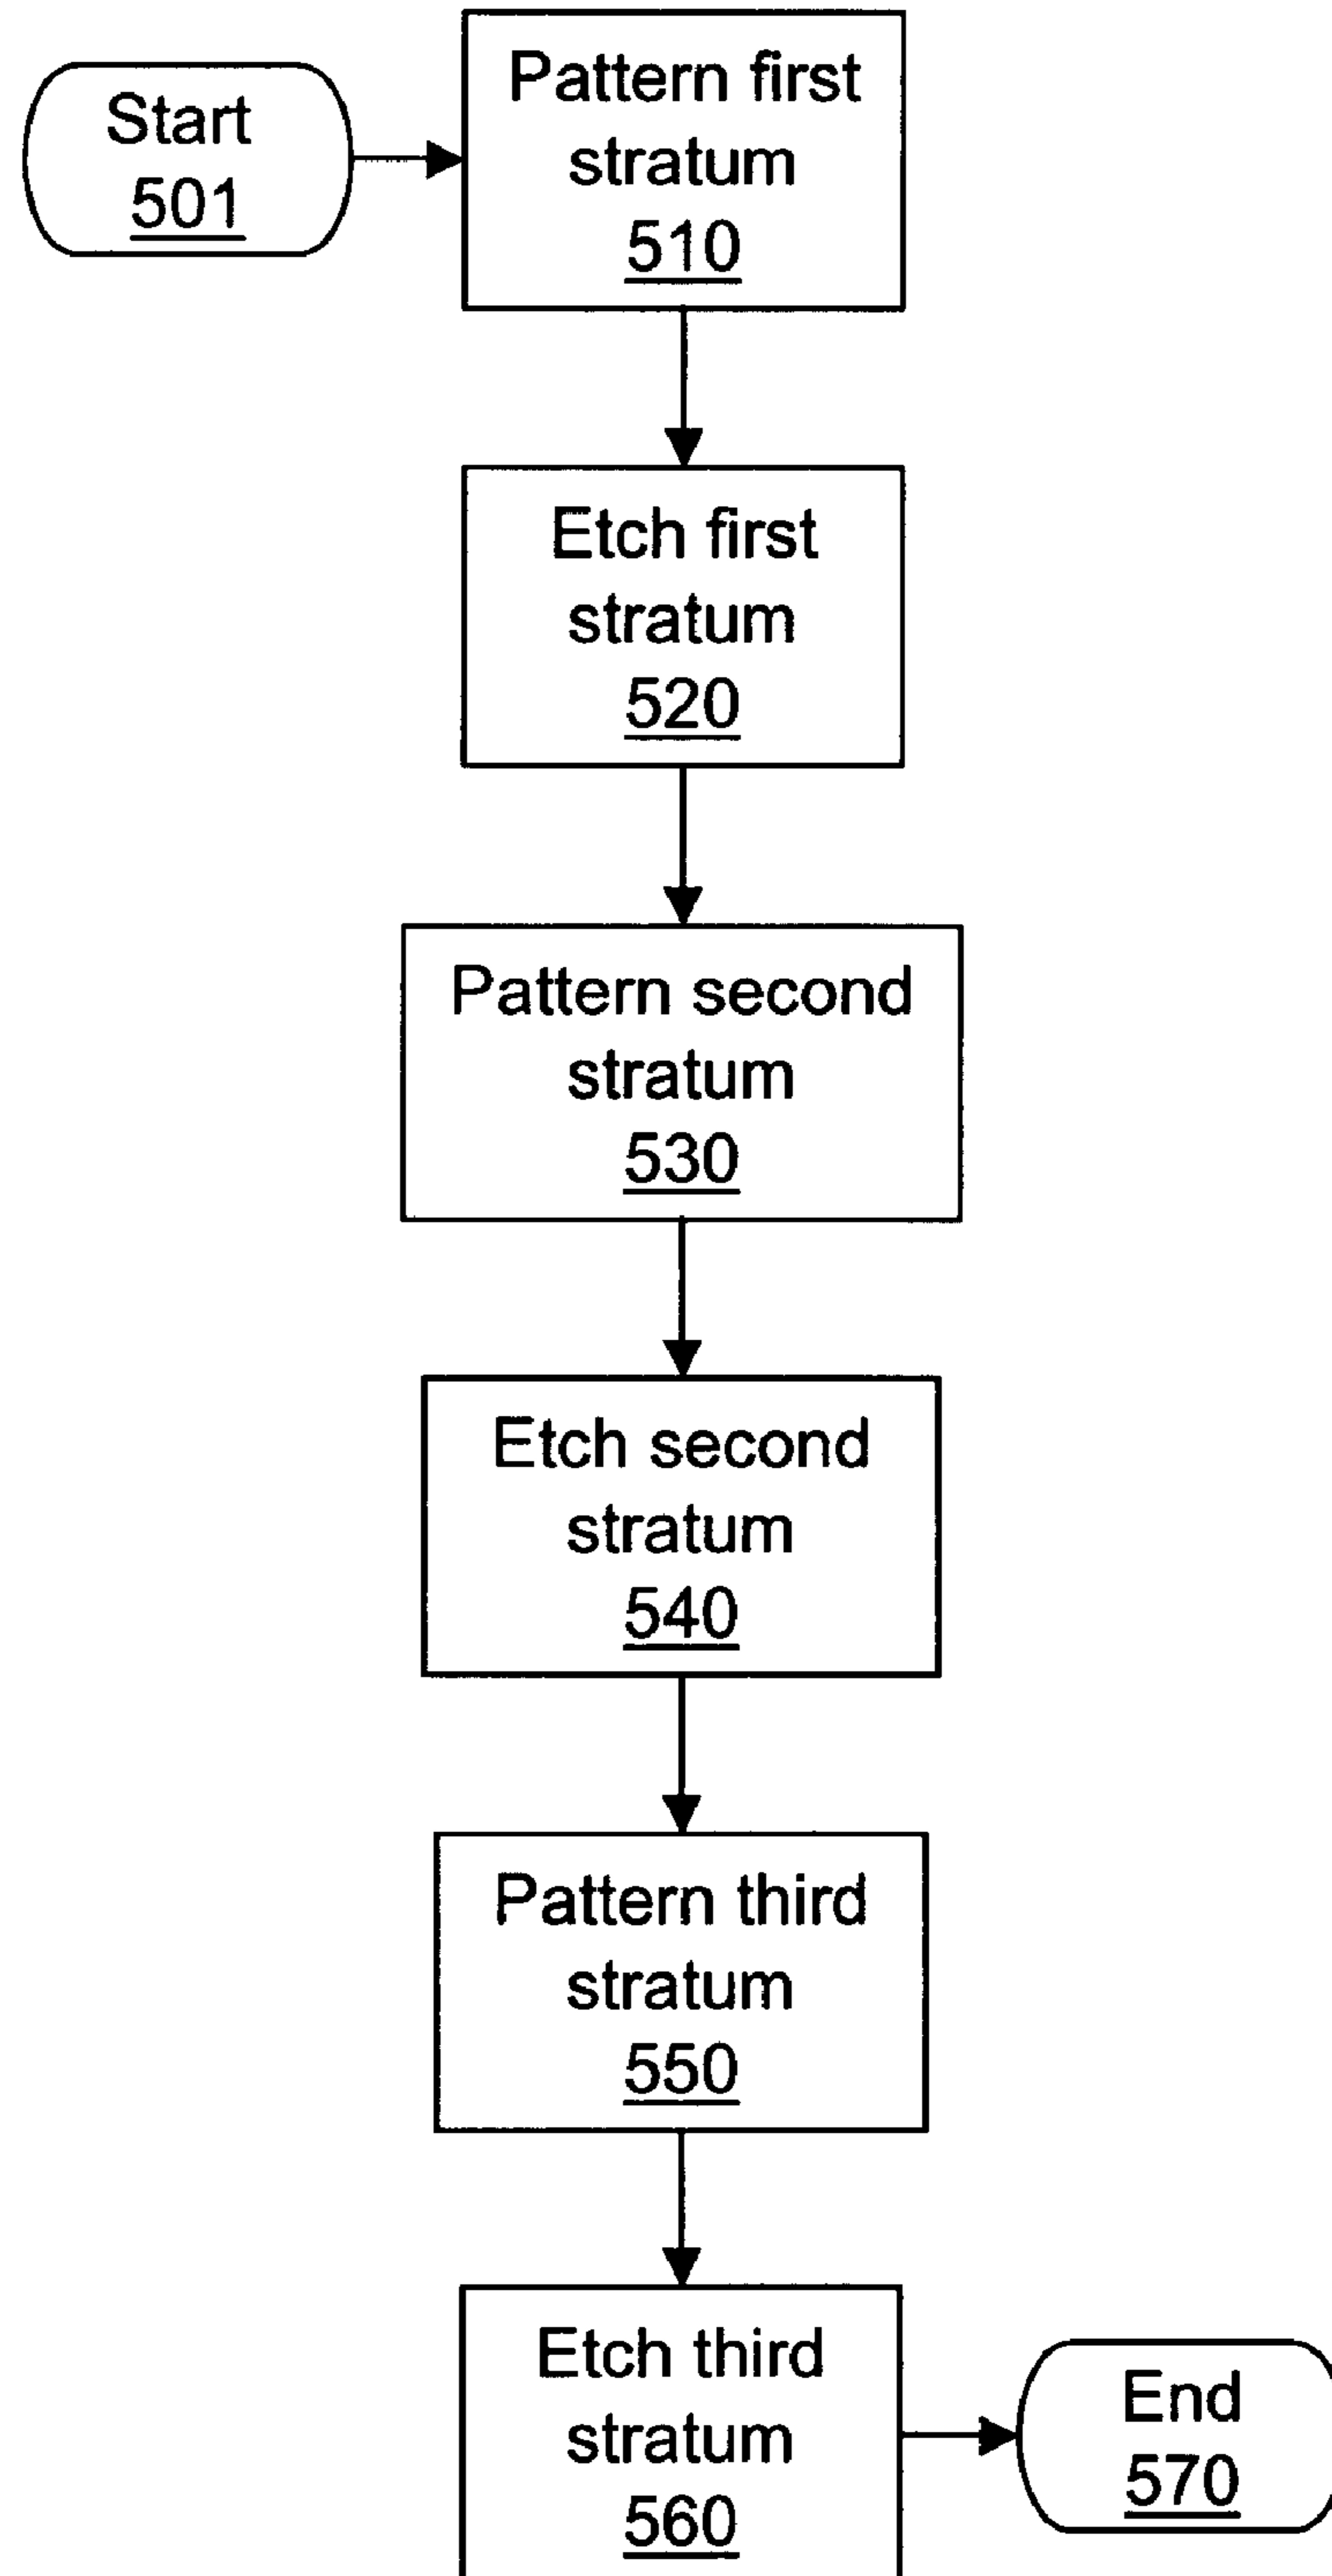 Start
501
Pattern first
stratum
510
Etch first
stratum
520
Pattern second
stratum
530
Etch second
stratum
540
Pattern third
stratum
550
Etch third
stratum
560
End
570